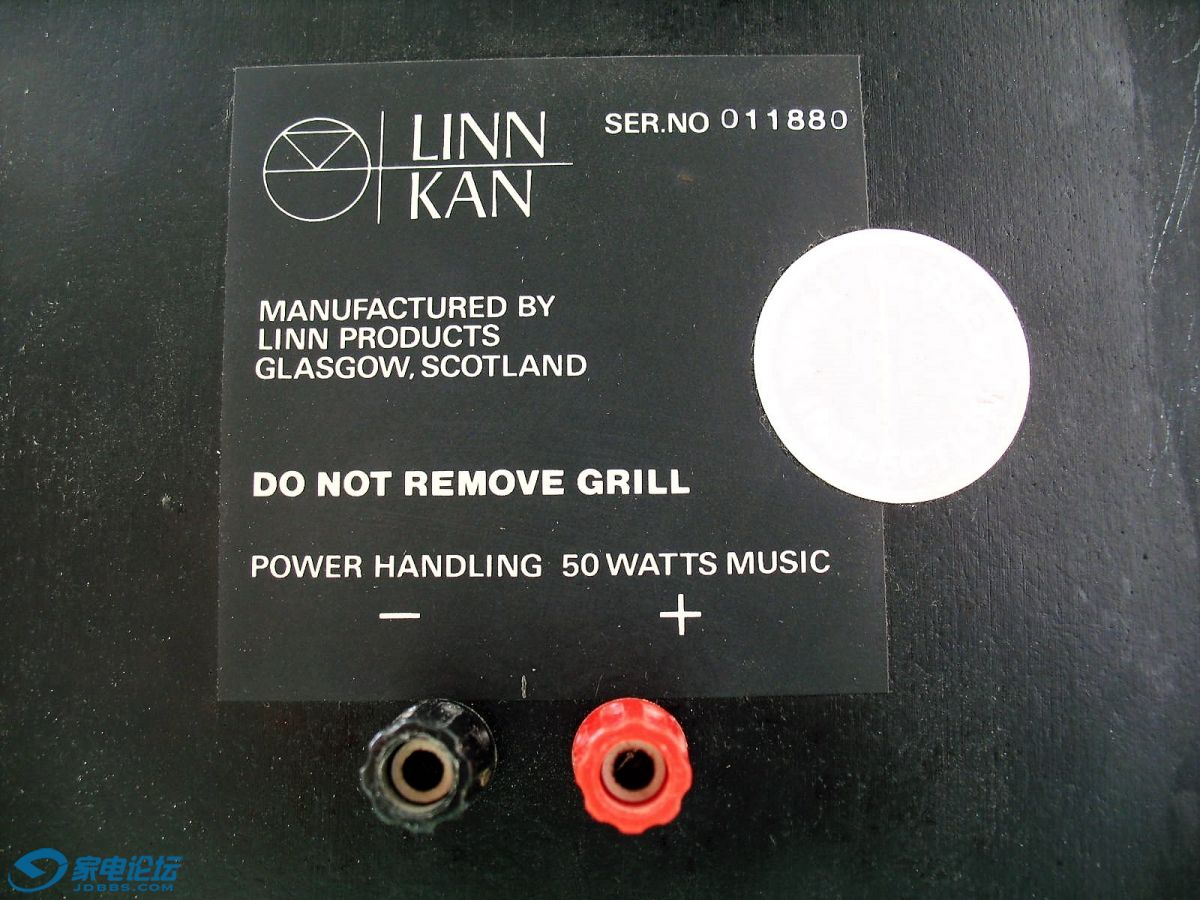 LINN
KAN
SER.NO 011880
MANUFACTURED BY
LINN PRODUCTS
GLASGOW, SCOTLAND
DO NOT REMOVE GRILL
POWER HANDLING 50 WATTS MUSIC
− +
家电论坛
JDBBS.COM